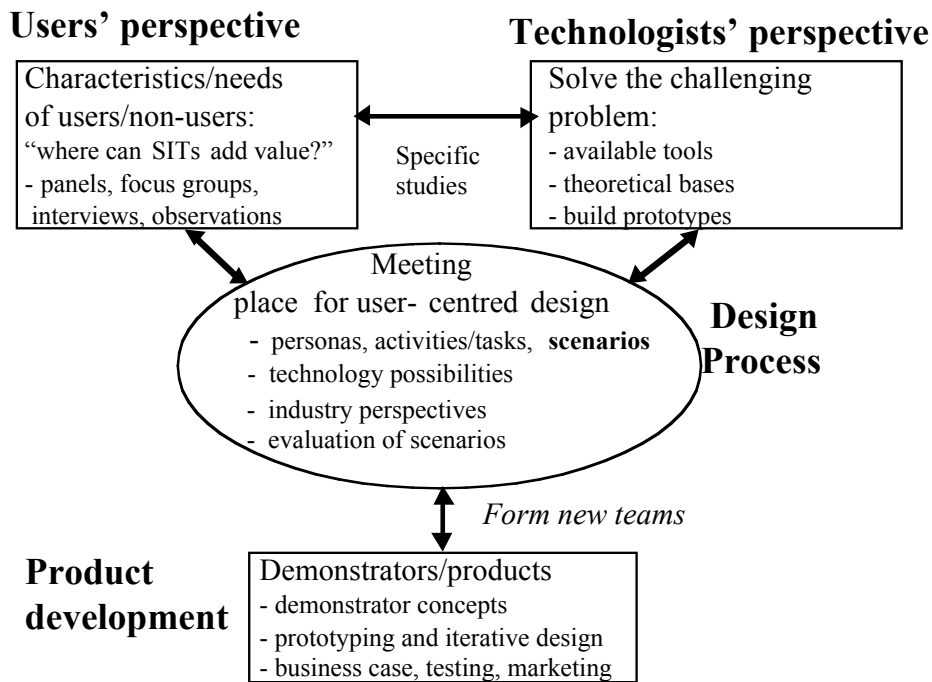 Users’ perspective
Technologists’ perspective
Characteristics/needs
of users/non-users:
“where can SITs add value?”
- panels, focus groups,
interviews, observations
Specific
studies
Solve the challenging
problem:
- available tools
- theoretical bases
- build prototypes
Meeting
place for user- centred design
- personas, activities/tasks, scenarios
- technology possibilities
- industry perspectives
- evaluation of scenarios
Design
Process
Form new teams
Product
development
Demonstrators/products
- demonstrator concepts
- prototyping and iterative design
- business case, testing, marketing